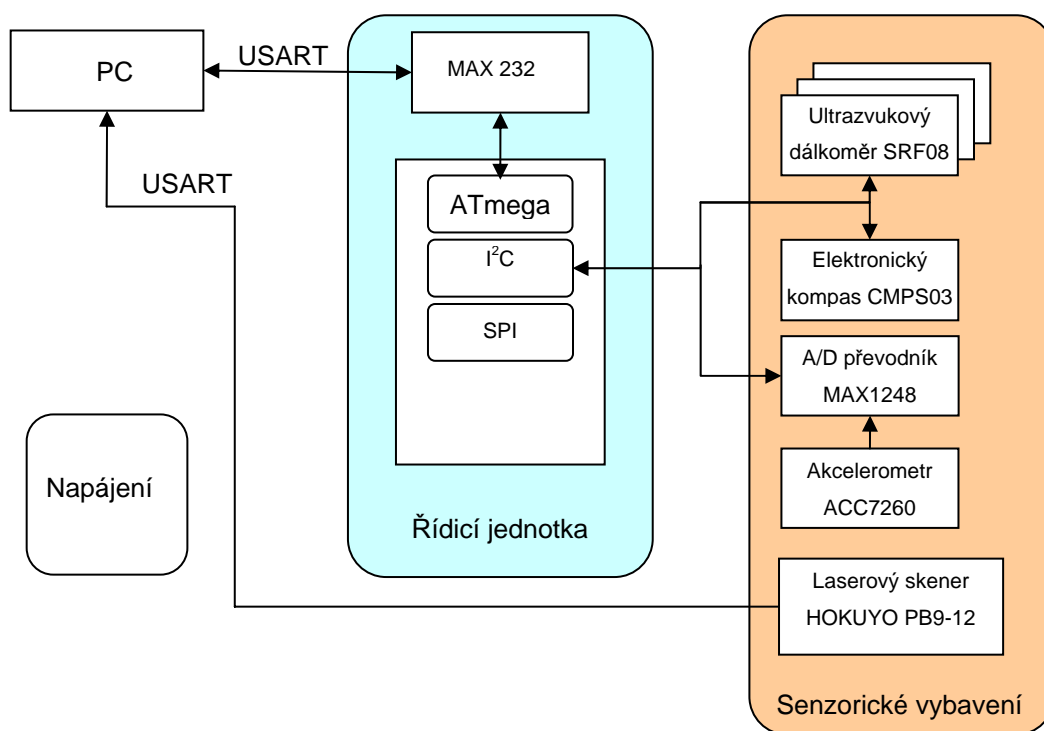 PC
USART
USART
MAX 232
ATmega
I²C
SPI
Řídicí jednotka
Napájení
Ultrazvukový
dálkoměr SRF08
Elektronický
kompas CMPS03
A/D převodník
MAX1248
Akcelerometr
ACC7260
Laserový skener
HOKUYO PB9-12
Senzorické vybavení